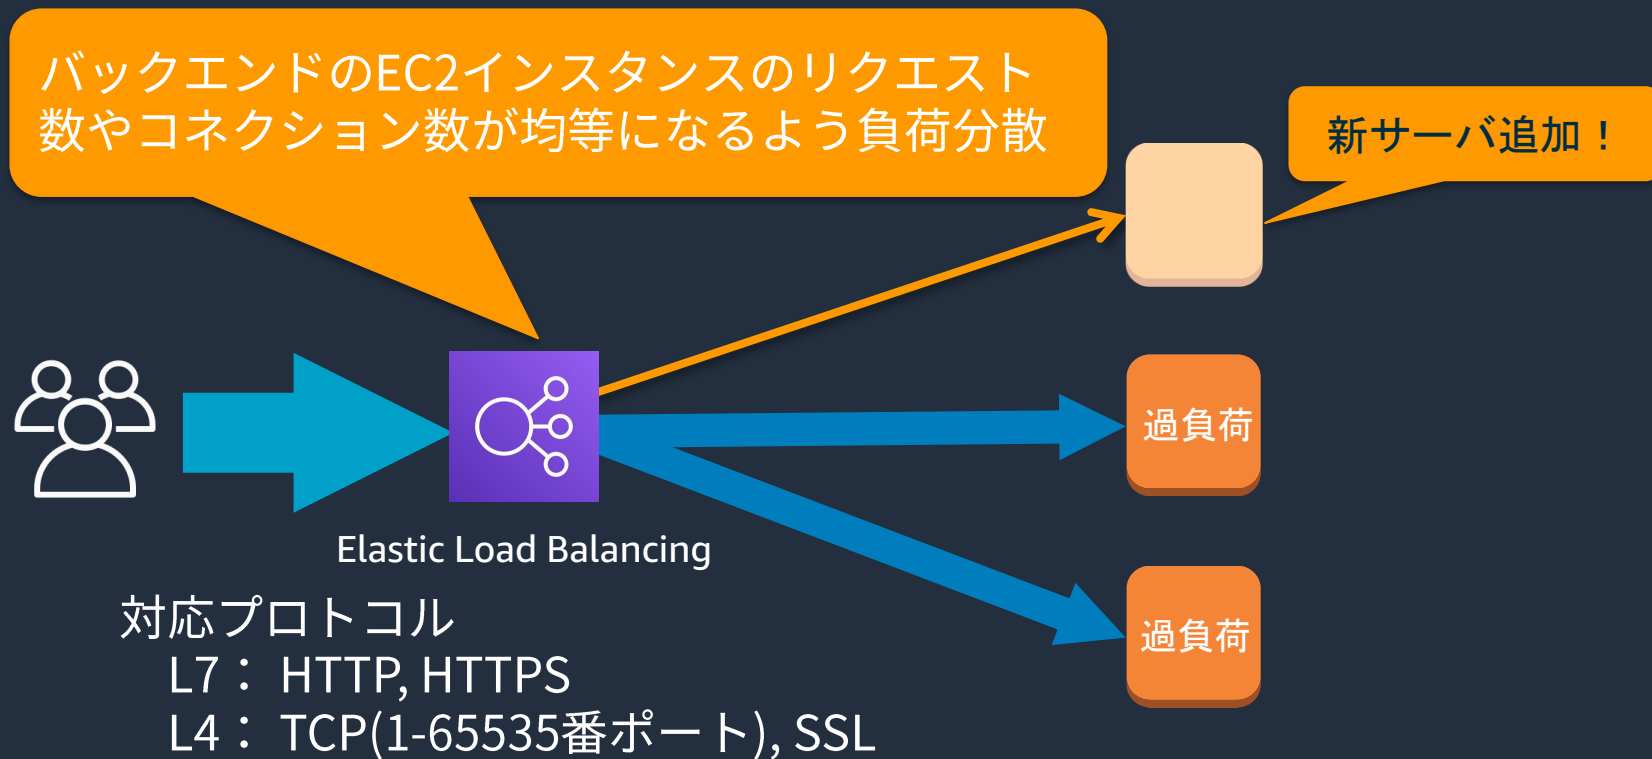 バックエンドのEC2インスタンスのリクエスト
数やコネクション数が均等になるよう負荷分散
新サーバ追加！
過負荷
Elastic Load Balancing
対応プロトコル
過負荷
L7： HTTP, HTTPS
L4： TCP(1-65535番ポート), SSL